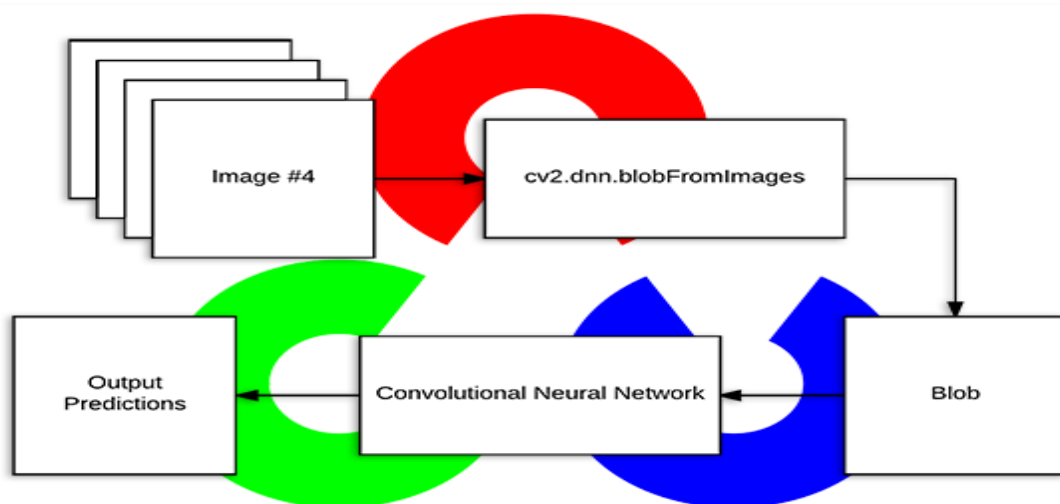 Image #4
cv2.dnn.blobFromImages
Output
Predictions
Convolutional Neural Network
Blob